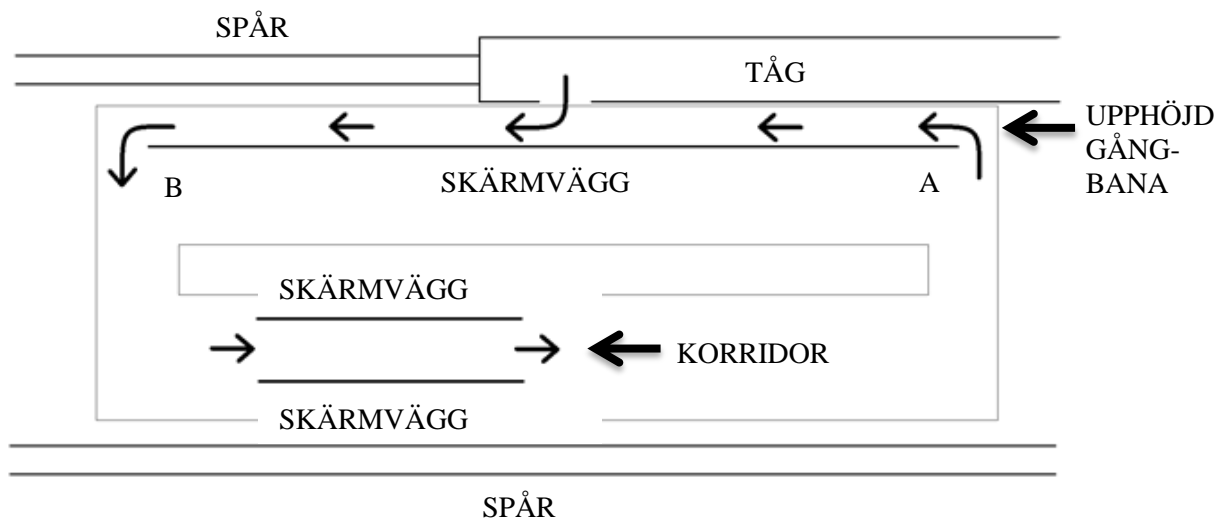 SPÅR
TÅG
UPPHÖJD
GÅNG-
BANA
B
SKÄRMVÄGG
A
SKÄRMVÄGG
KORRIDOR
SKÄRMVÄGG
SPÅR